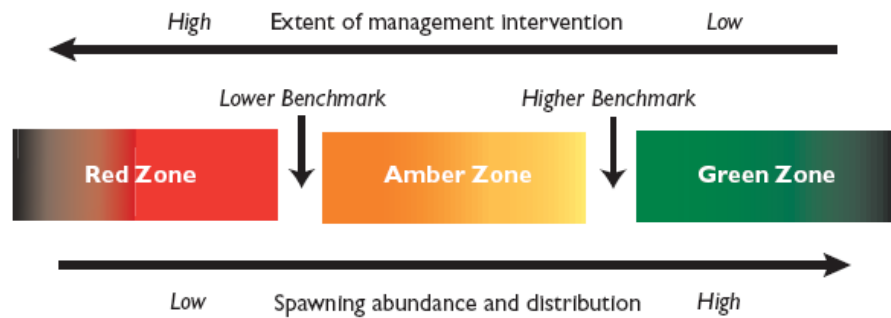 High Extent of management intervention Low
Lower Benchmark Higher Benchmark
Red Zone Amber Zone Green Zone
Low Spawning abundance and distribution High